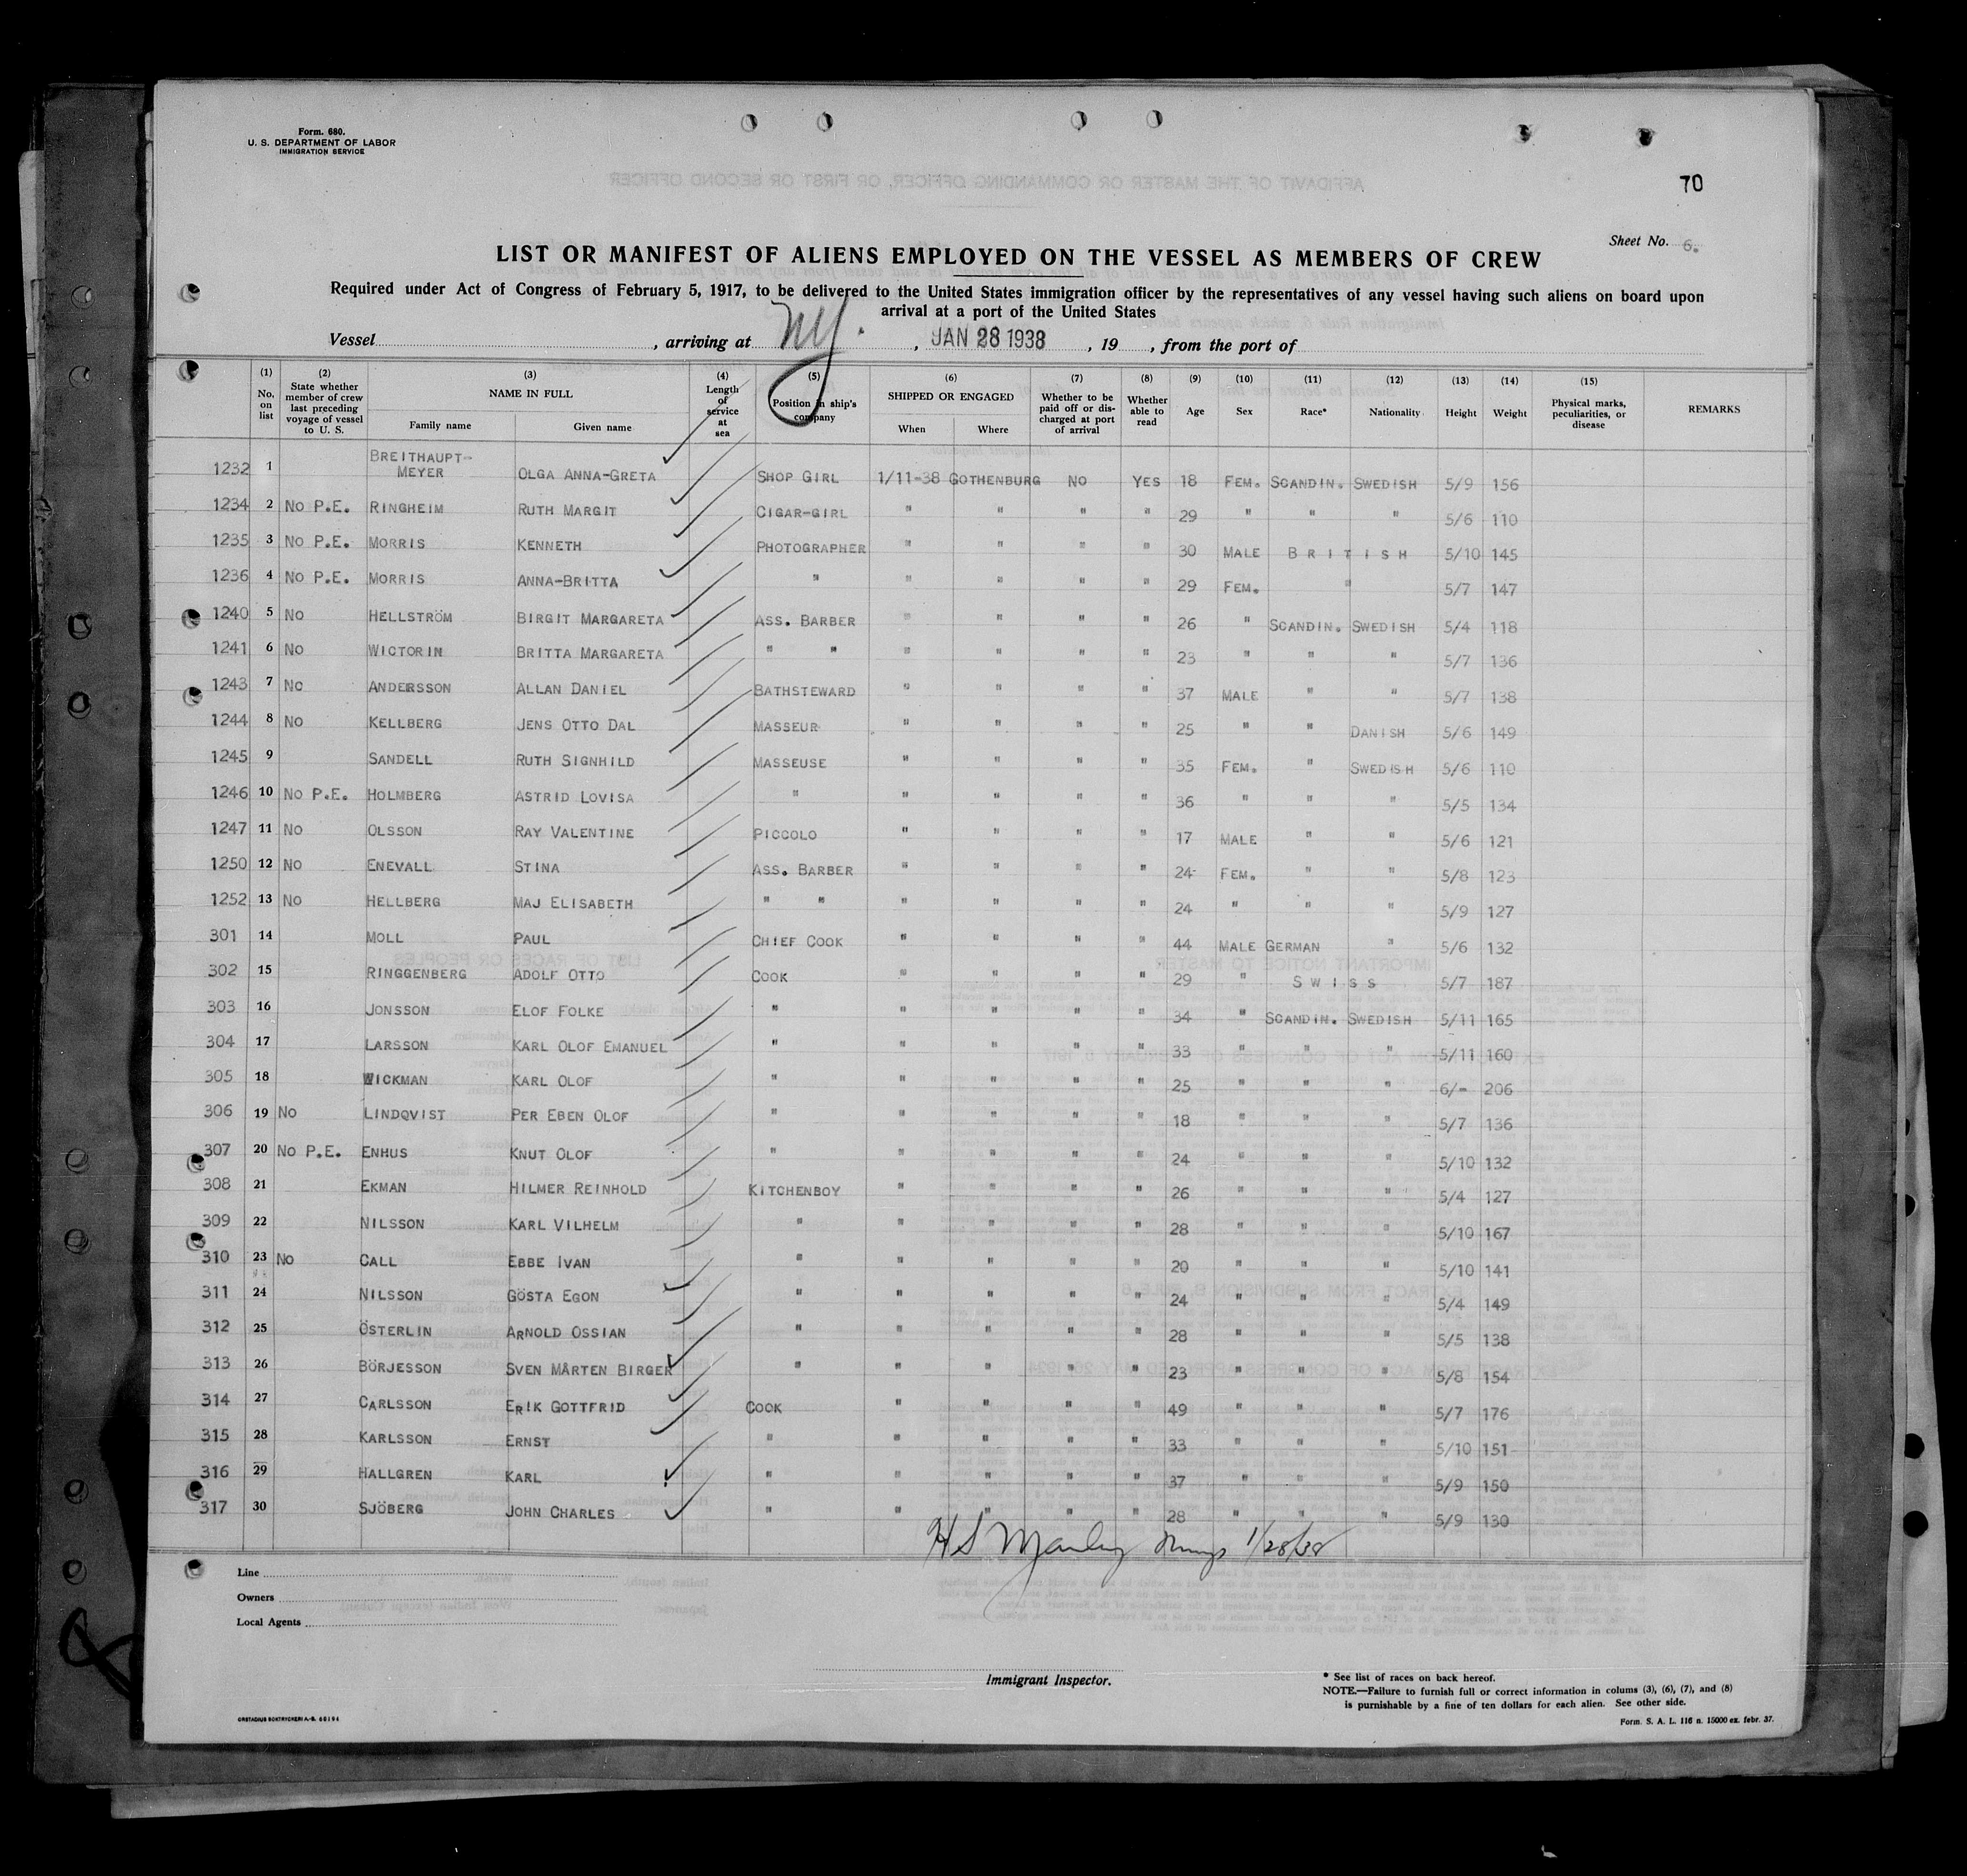 Form. 680.
U. S. DEPARTMENT OF LABOR
IMMIGRATION SERVICE
70
Sheet No. 6.
LIST OR MANIFEST OF ALIENS EMPLOYED ON THE VESSEL AS MEMBERS OF CREW
Required under Act of Congress of February 5, 1917, to be delivered to the United States immigration officer by the representatives of any vessel having such aliens on board upon
arrival at a port of the United States
Vessel , arriving at NY. , JAN 28 1938 , 19 , from the port of
(1) No. on list (2) State whether member of crew last preceding voyage of vessel to U. S. (3) NAME IN FULL Family name Given name (4) Length of service at sea (5) Position in ship's company (6) SHIPPED OR ENGAGED When Where (7) Whether to be paid off or discharged at port of arrival (8) Whether able to read (9) Age (10) Sex (11) Race* (12) Nationality (13) Height (14) Weight (15) Physical marks, peculiarities, or disease REMARKS
1232 1 BREITHAUPT-MEYER OLGA ANNA-GRETA SHOP GIRL 1/11-38 GOTHENBURG NO YES 18 FEM. SCANDIN. SWEDISH 5/9 156
1234 2 NO P.E. RINGHEIM RUTH MARGIT CIGAR-GIRL " " " " 29 " " " 5/6 110
1235 3 NO P.E. MORRIS KENNETH PHOTOGRAPHER " " " " 30 MALE BRITISH 5/10 145
1236 4 NO P.E. MORRIS ANNA-BRITTA " " " " " 29 FEM. " 5/7 147
1240 5 NO HELLSTRÖM BIRGIT MARGARETA ASS. BARBER " " " " 26 " SCANDIN. SWEDISH 5/4 118
1241 6 NO WICTORIN BRITTA MARGARETA " " " " " " 23 " " " 5/7 136
1243 7 NO ANDERSSON ALLAN DANIEL BATHSTEWARD " " " " 37 MALE " " 5/7 138
1244 8 NO KELLBERG JENS OTTO DAL MASSEUR " " " " 25 " " DANISH 5/6 149
1245 9 SANDELL RUTH SIGNHILD MASSEUSE " " " " 35 FEM. " SWEDISH 5/6 110
1246 10 NO P.E. HOLMBERG ASTRID LOVISA " " " " " 36 " " " 5/5 134
1247 11 NO OLSSON RAY VALENTINE PICCOLO " " " " 17 MALE " " 5/6 121
1250 12 NO ENEVALL STINA ASS. BARBER " " " " 24 FEM. " " 5/8 123
1252 13 NO HELLBERG MAJ ELISABETH " " " " " " 24 " " " 5/9 127
301 14 MOLL PAUL CHIEF COOK " " " " 44 MALE GERMAN " 5/6 132
302 15 RINGGENBERG ADOLF OTTO COOK " " " " 29 " SWISS 5/7 187
303 16 JONSSON ELOF FOLKE " " " " " 34 " SCANDIN. SWEDISH 5/11 165
304 17 LARSSON KARL OLOF EMANUEL " " " " " 33 " " " 5/11 160
305 18 WICKMAN KARL OLOF " " " " " 25 " " " 6/- 206
306 19 NO LINDQVIST PER EBEN OLOF " " " " " 18 " " " 5/7 136
307 20 NO P.E. ENHUS KNUT OLOF " " " " " 24 " " " 5/10 132
308 21 EKMAN HILMER REINHOLD KITCHENBOY " " " " 26 " " " 5/4 127
309 22 NILSSON KARL VILHELM " " " " " 28 " " " 5/10 167
310 23 NO CALL EBBE IVAN " " " " " 20 " " " 5/10 141
311 24 NILSSON GÖSTA EGON " " " " " 24 " " " 5/4 149
312 25 ÖSTERLIN ARNOLD OSSIAN " " " " " 28 " " " 5/5 138
313 26 BÖRJESSON SVEN MÅRTEN BIRGER " " " " " 23 " " " 5/8 154
314 27 CARLSSON ERIK GOTTFRID COOK " " " " 49 " " " 5/7 176
315 28 KARLSSON ERNST " " " " " 33 " " " 5/10 151
316 29 HALLGREN KARL " " " " " 37 " " " 5/9 150
317 30 SJÖBERG JOHN CHARLES " " " " " 28 " " " 5/9 130
H S Manley 1/28/38
Line
Owners
Local Agents
Immigrant Inspector.
* See list of races on back hereof.
NOTE.—Failure to furnish full or correct information in colums (3), (6), (7), and (8)
is punishable by a fine of ten dollars for each alien. See other side.
Form. S. A. L. 116 n. 15000 ex. febr. 37.